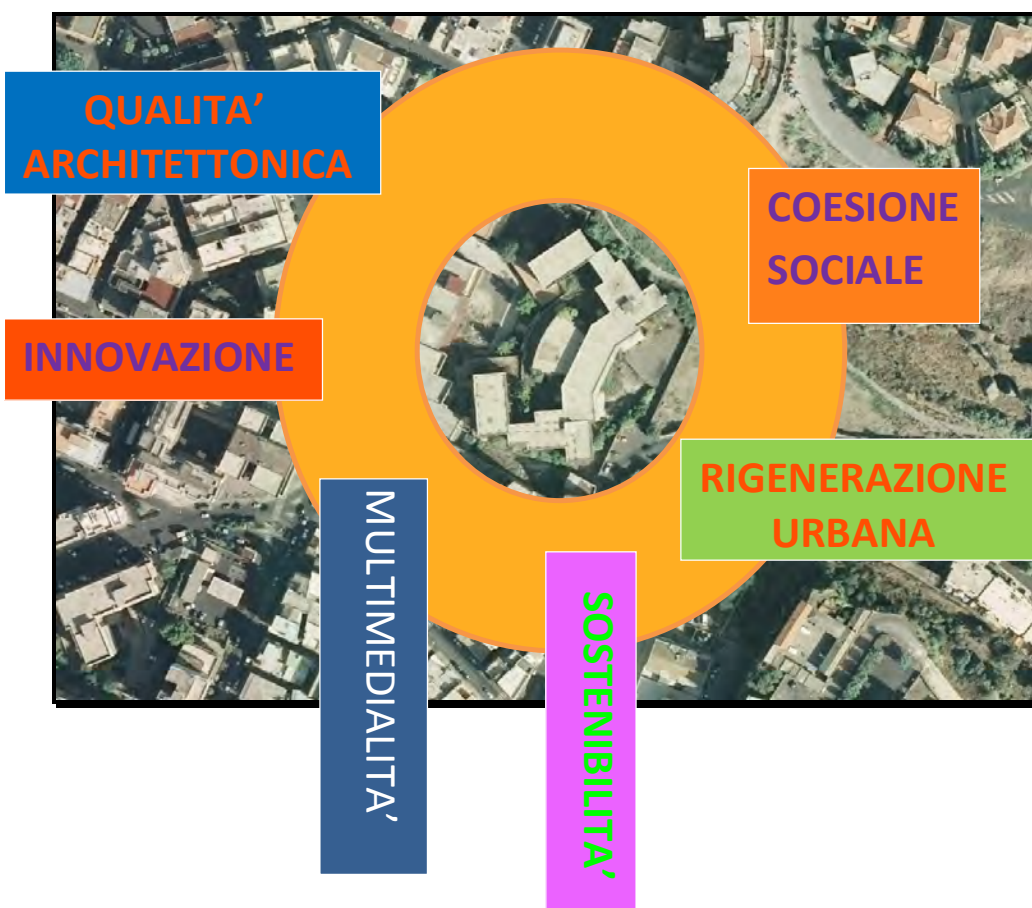 QUALITA’
ARCHITETTONICA
COESIONE
SOCIALE
INNOVAZIONE
RIGENERAZIONE
URBANA
MULTIMEDIALITA’
SOSTENIBILITA’